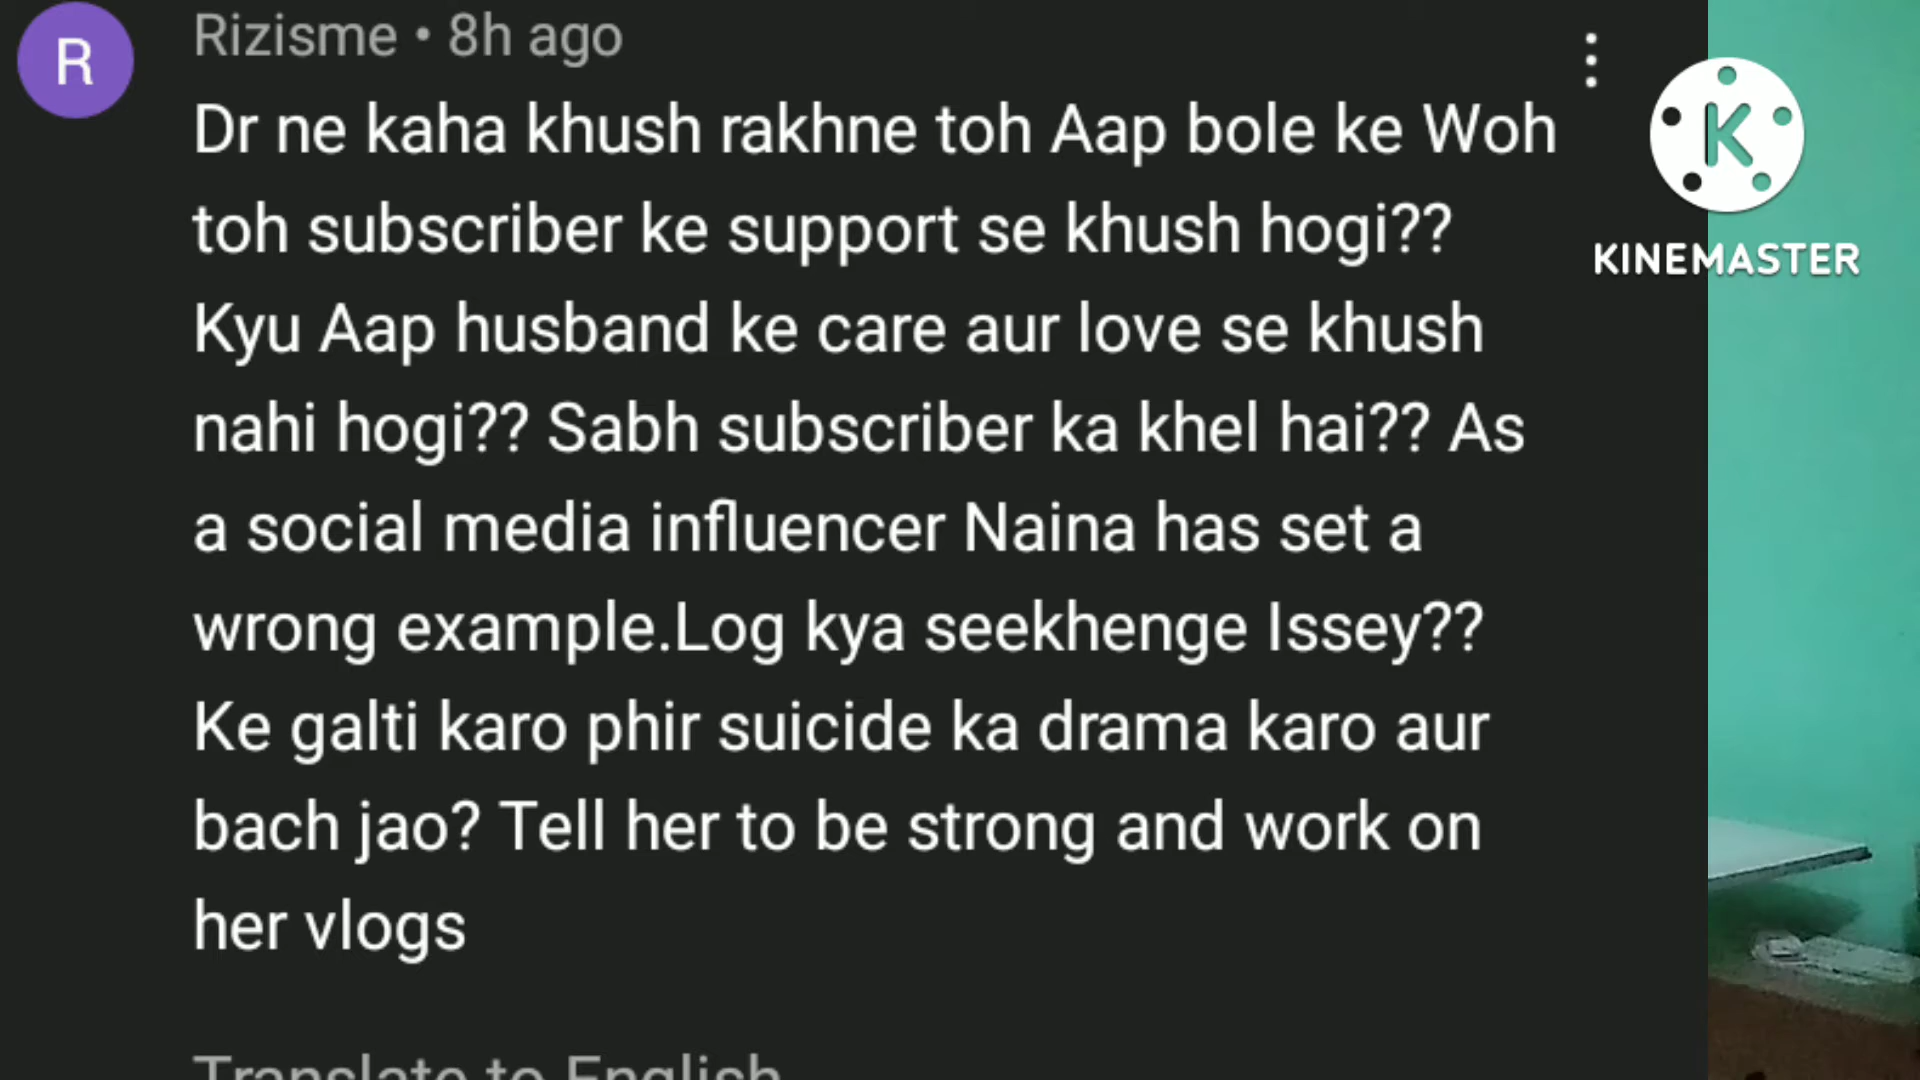 R
Rizisme • 8h ago
Dr ne kaha khush rakhne toh Aap bole ke Woh
toh subscriber ke support se khush hogi??
Kyu Aap husband ke care aur love se khush
nahi hogi?? Sabh subscriber ka khel hai?? As
a social media influencer Naina has set a
wrong example.Log kya seekhenge Issey??
Ke galti karo phir suicide ka drama karo aur
bach jao? Tell her to be strong and work on
her vlogs
Translate to English
K
KINEMASTER